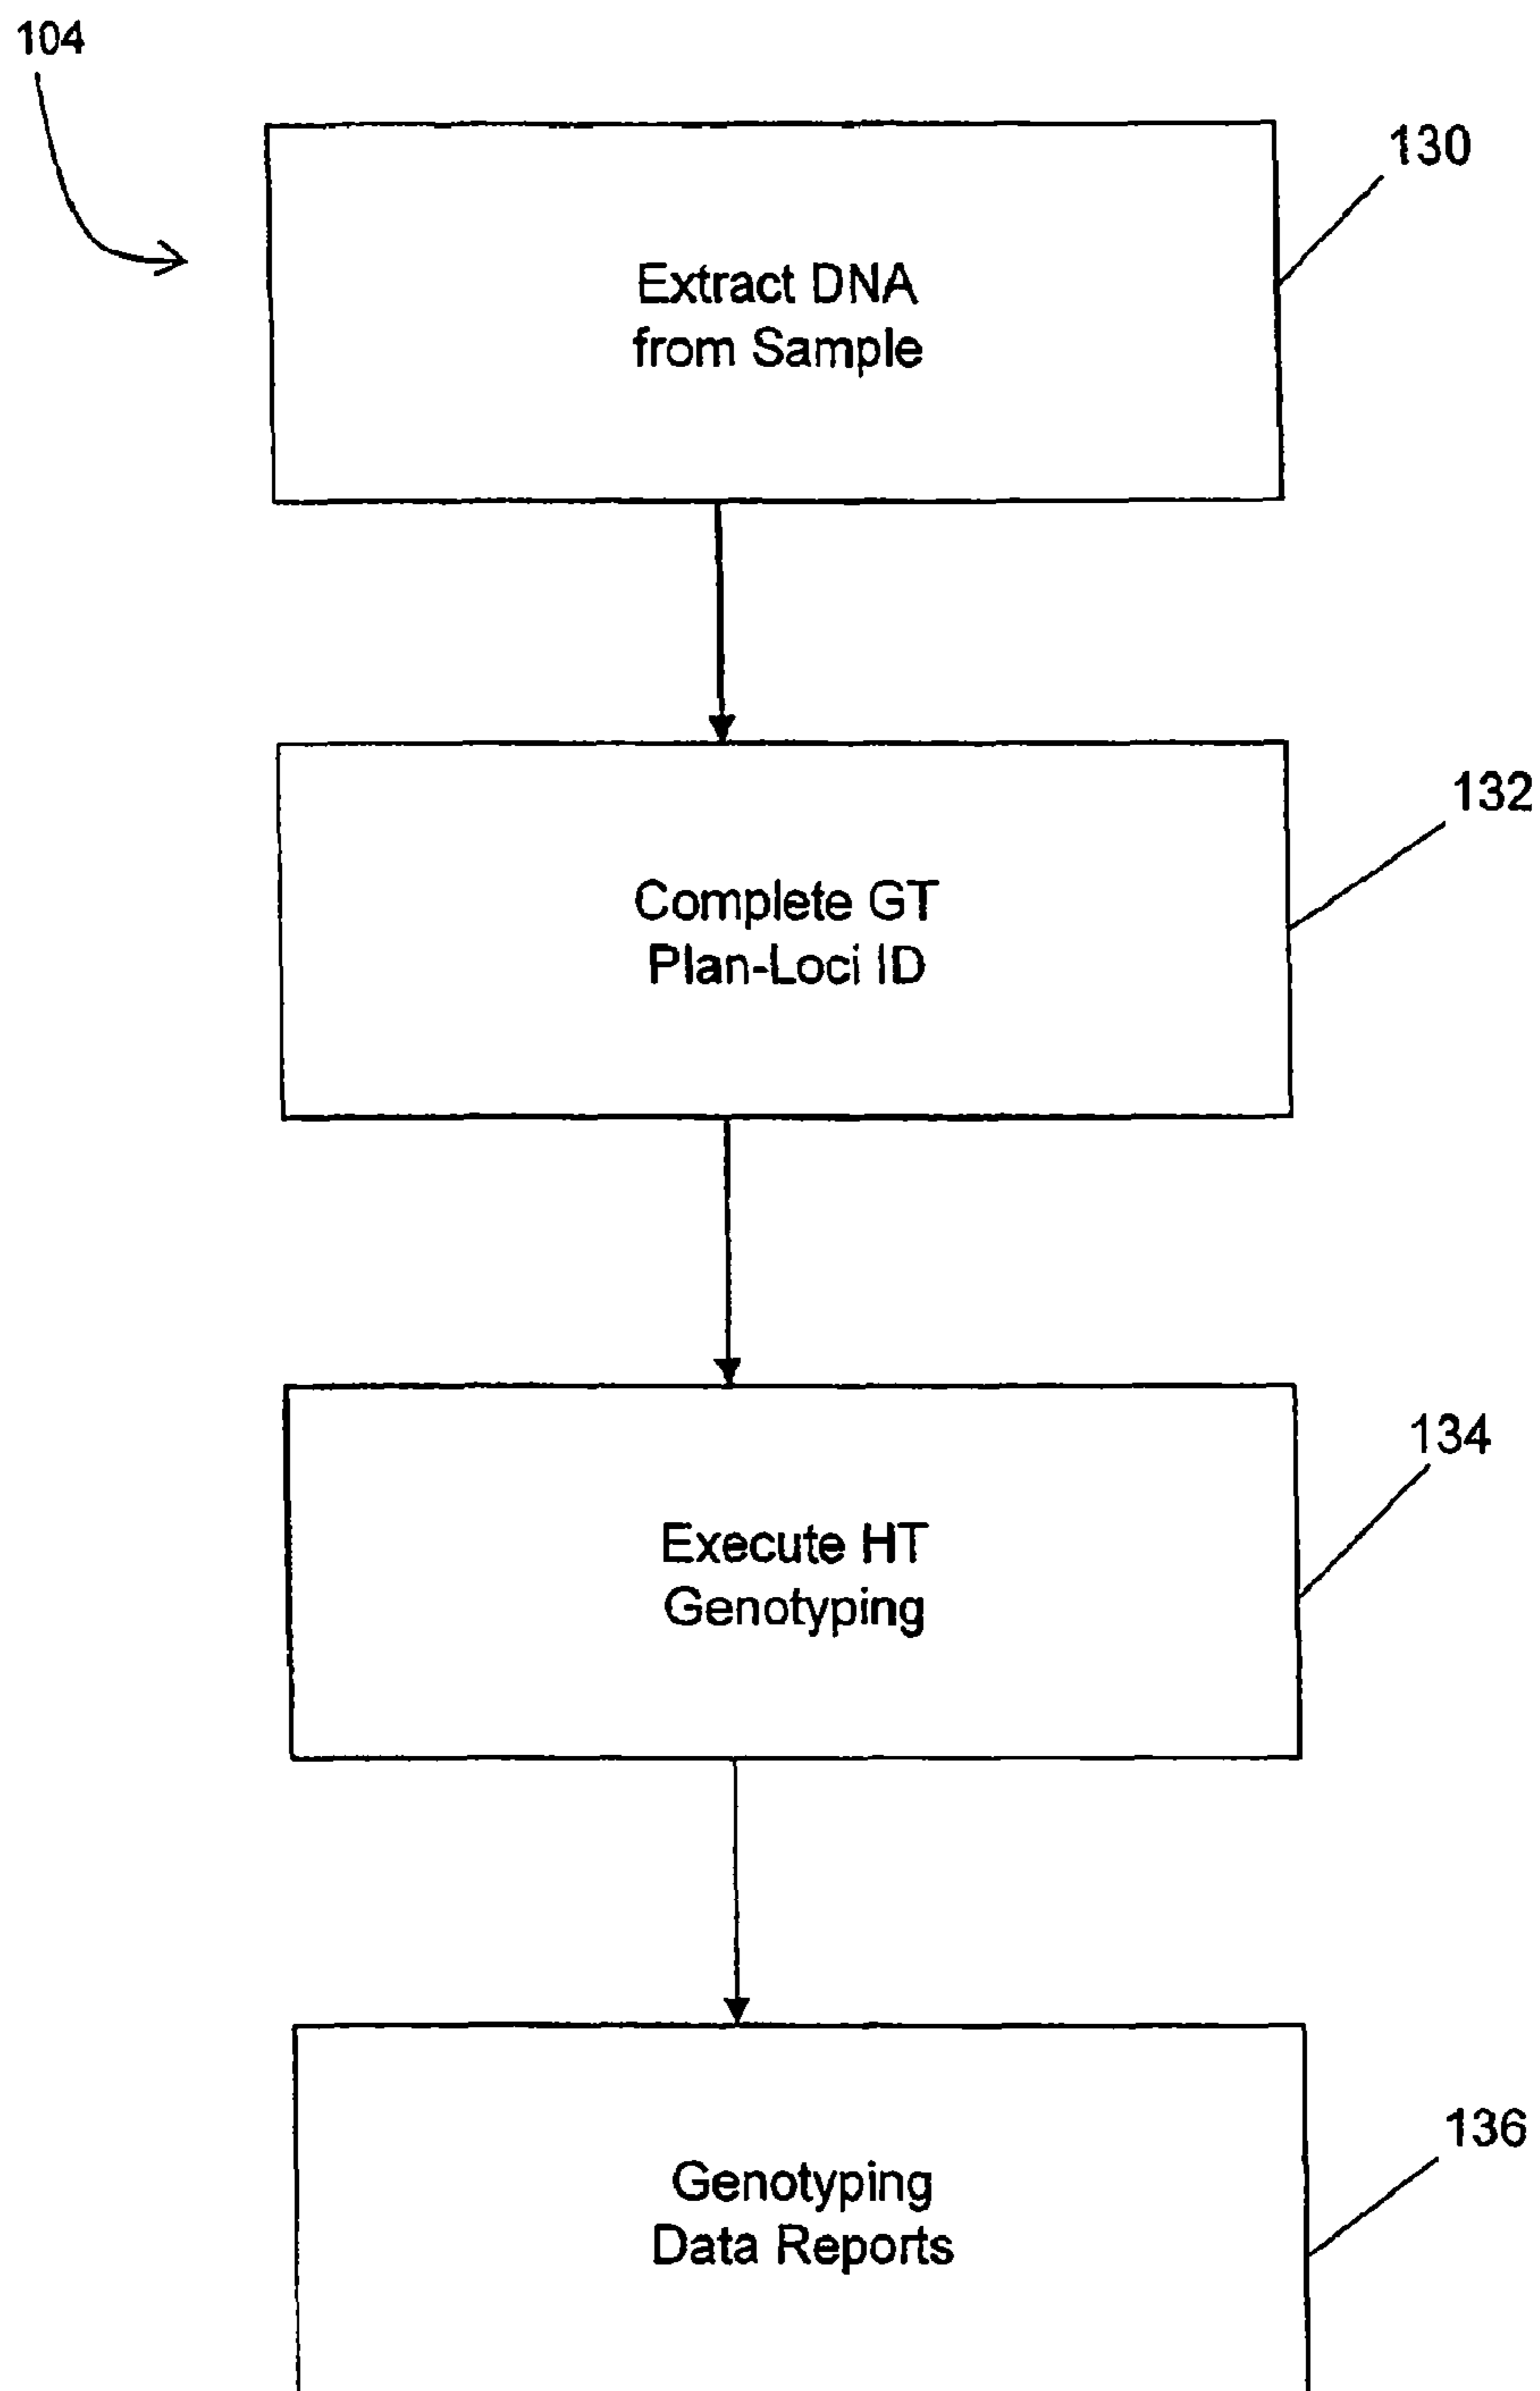 104
130
Extract DNA
from Sample
132
Complete GT
Plan-Loci ID
134
Execute HT
Genotyping
136
Genotyping
Data Reports